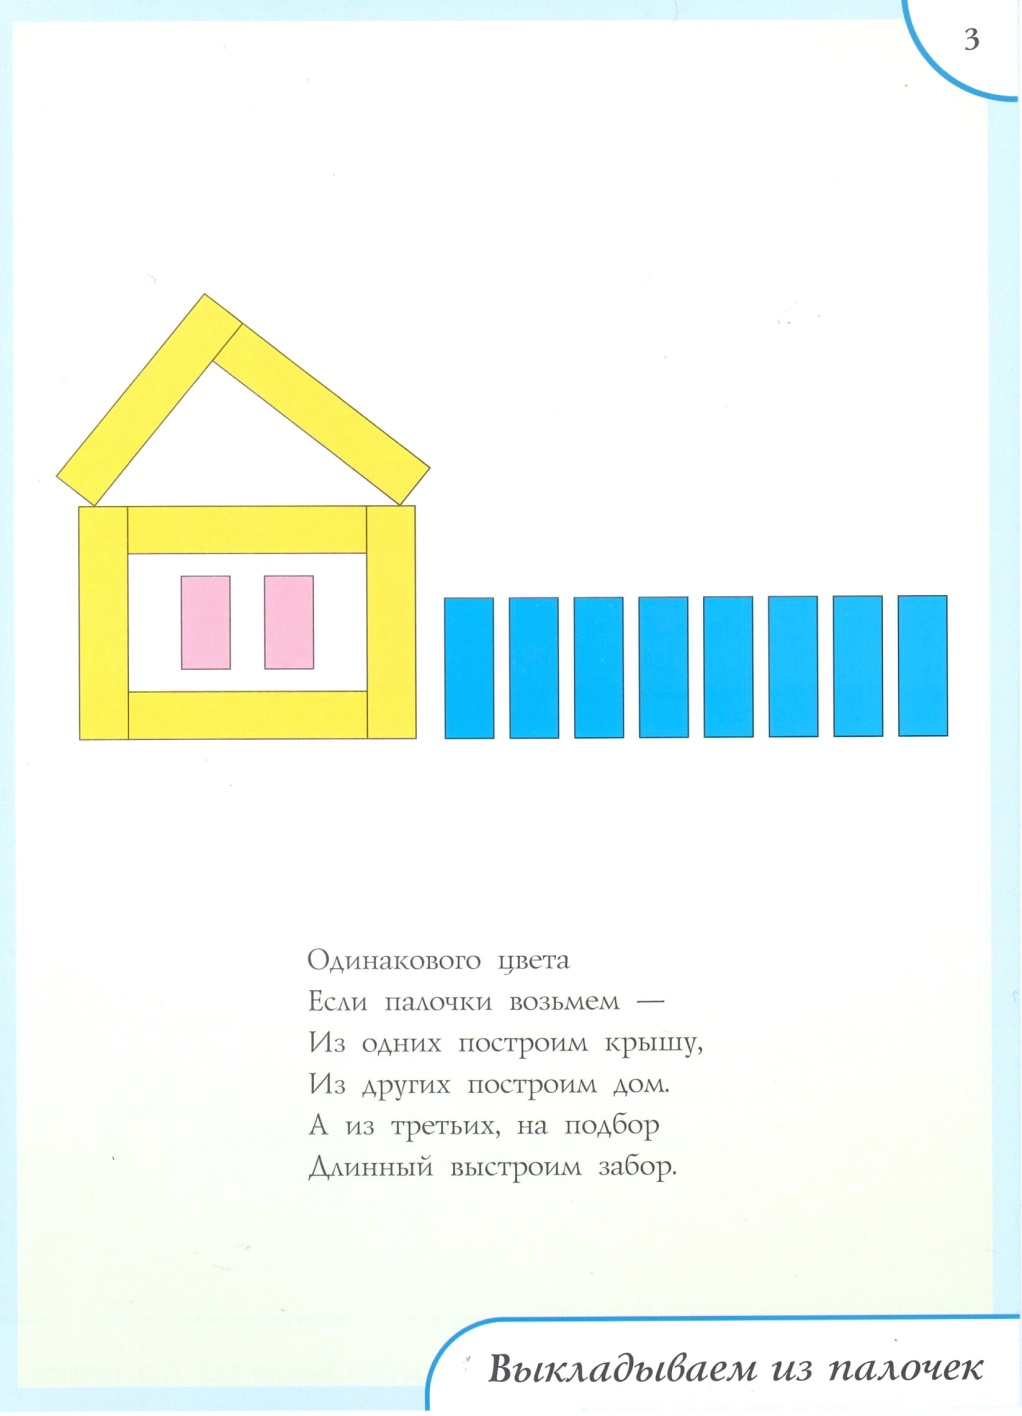 3
Одинакового цвета
Если палочки возьмем —
Из одних построим крышу,
Из других построим дом.
А из третьих, на подбор
Длинный выстроим забор.
Выкладываем из палочек